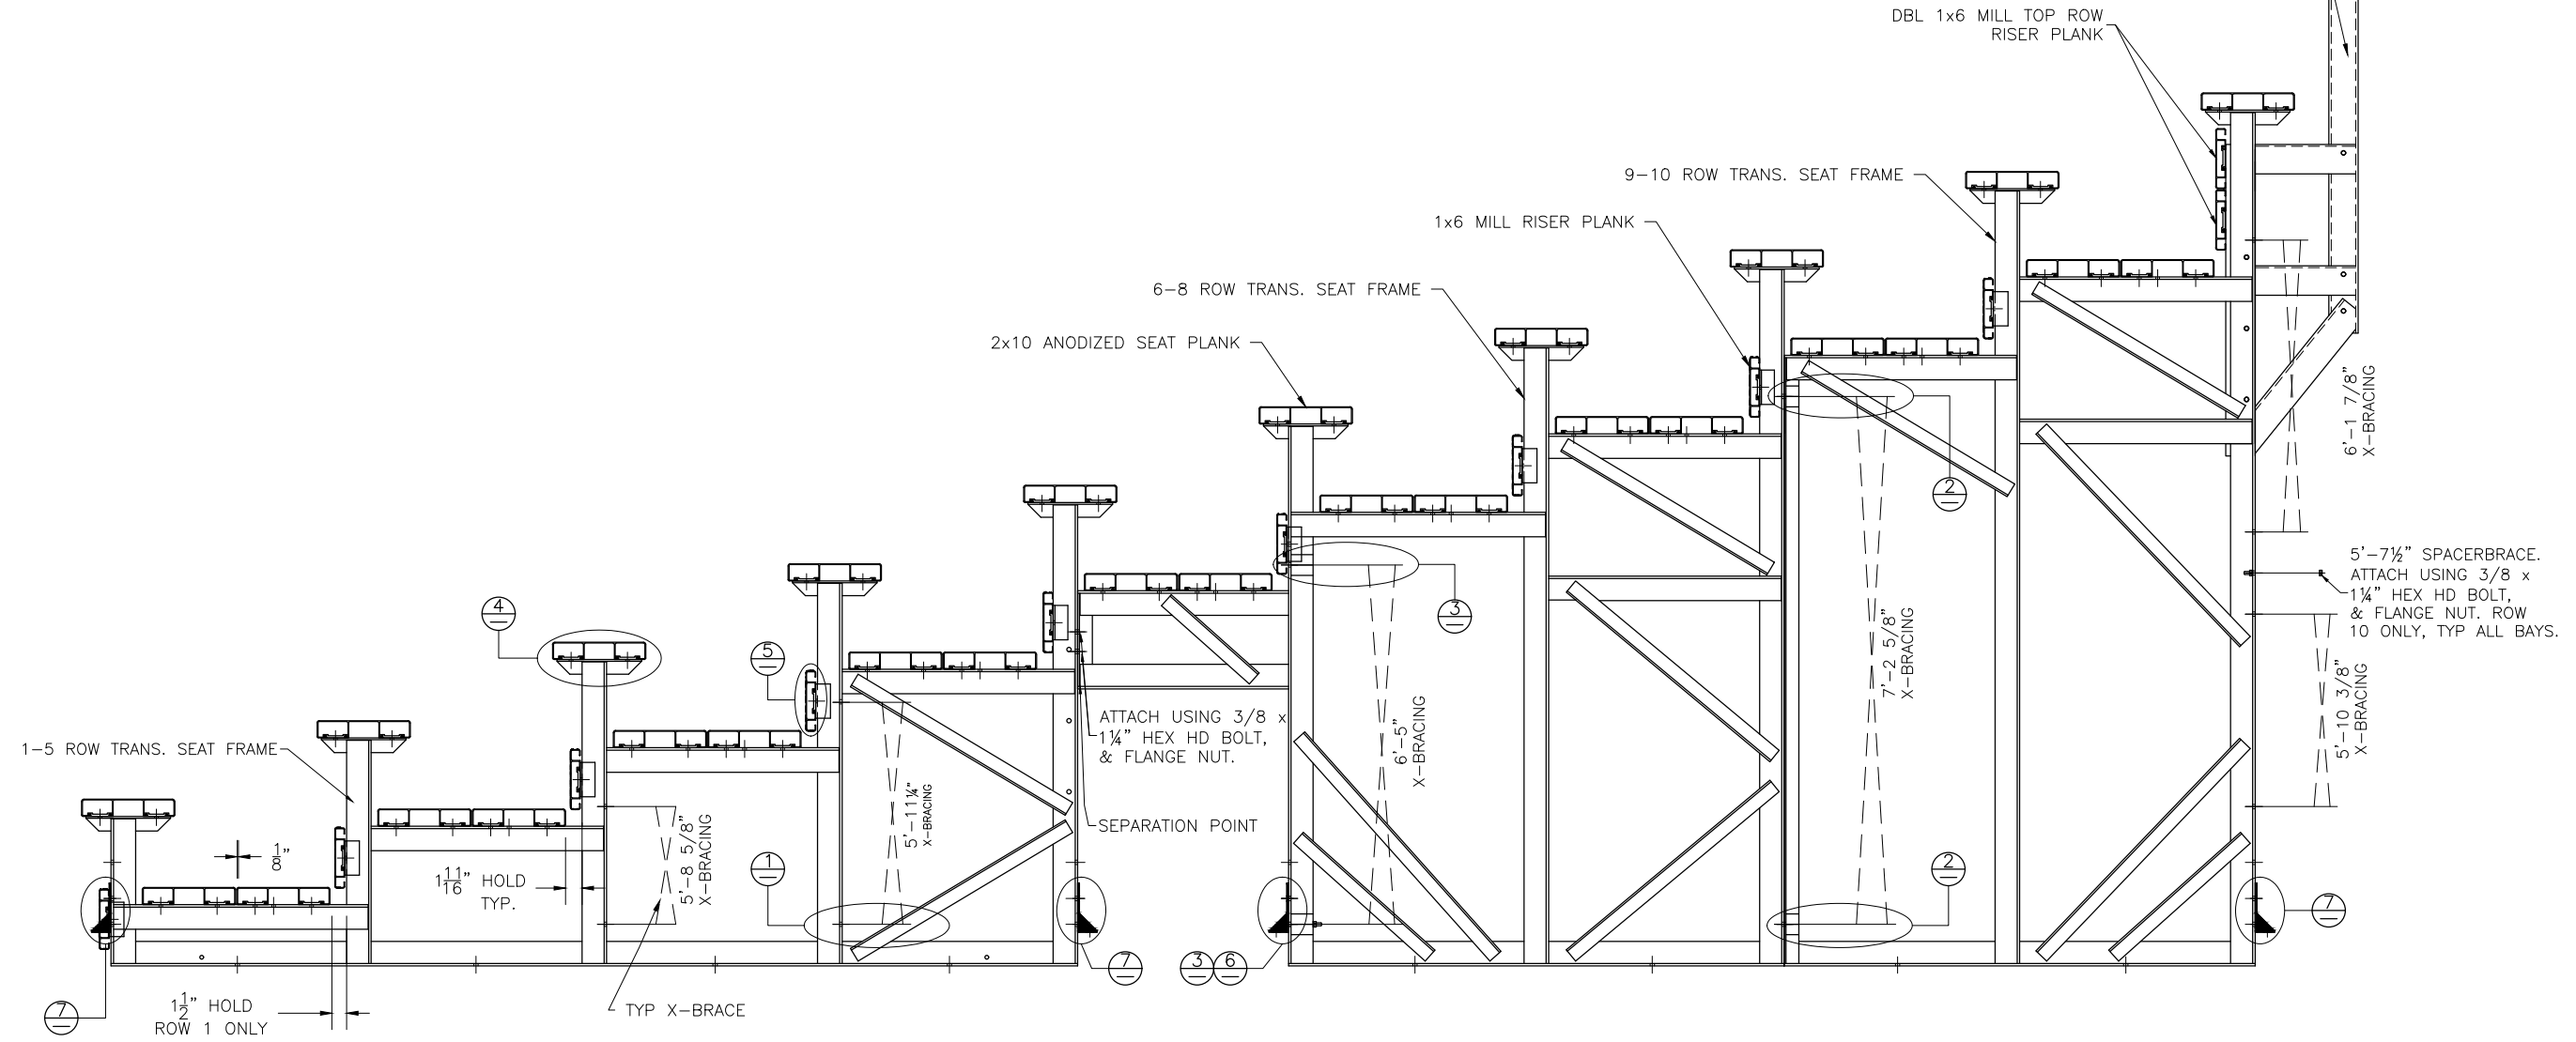 DBL 1x6 MILL TOP ROW
RISER PLANK
9-10 ROW TRANS. SEAT FRAME
1x6 MILL RISER PLANK
6-8 ROW TRANS. SEAT FRAME
2x10 ANODIZED SEAT PLANK
6'-1 7/8"
X-BRACING
2
5'-7½" SPACERBRACE.
ATTACH USING 3/8 x
1¼" HEX HD BOLT,
& FLANGE NUT. ROW
10 ONLY, TYP ALL BAYS.
4
3
5
7'-2 5/8"
X-BRACING
5'-10 3/8"
X-BRACING
6'-5"
X-BRACING
ATTACH USING 3/8 x
1¼" HEX HD BOLT,
& FLANGE NUT.
1-5 ROW TRANS. SEAT FRAME
5'-11¼"
X-BRACING
SEPARATION POINT
5'-8 5/8"
X-BRACING
1/8"
1
2
1 11/16" HOLD
TYP.
7
7
3
6
7
1 1/2" HOLD
ROW 1 ONLY
TYP X-BRACE